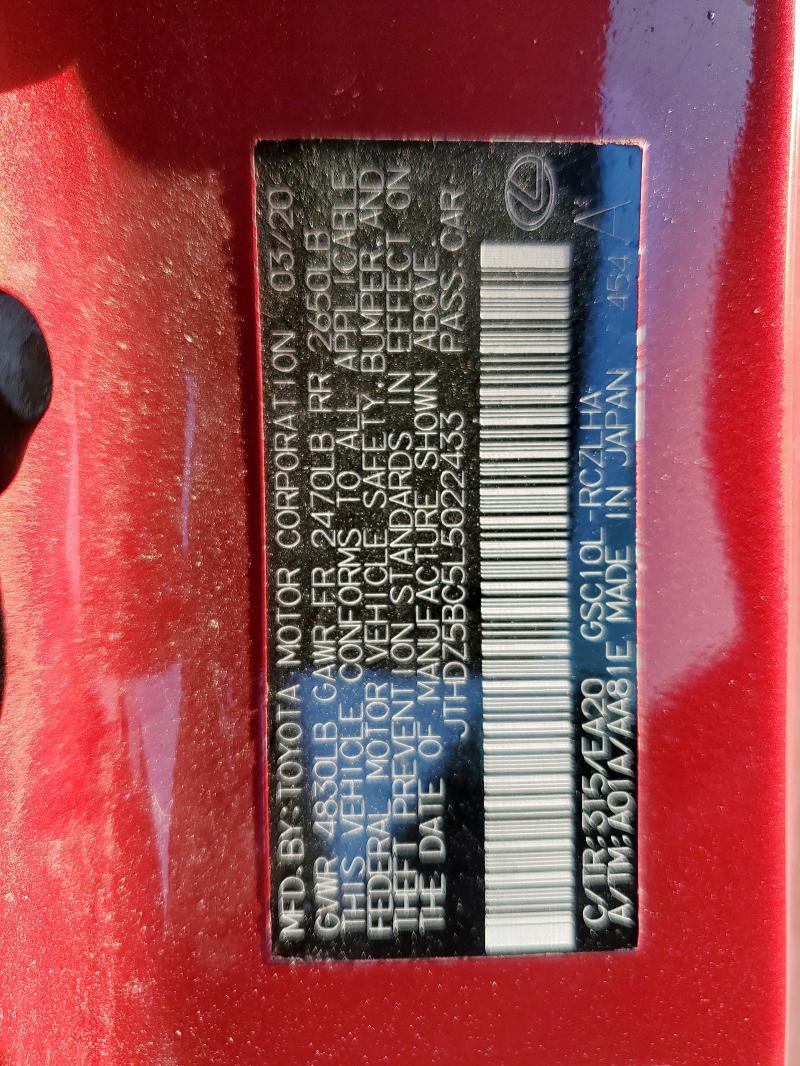 MFD. BY: TOYOTA MOTOR CORPORATION 03/20
GVWR 4830LB GAWR FR 2470LB RR 2650LB
THIS VEHICLE CONFORMS TO ALL APPLICABLE
FEDERAL MOTOR VEHICLE SAFETY, BUMPER, AND
THEFT PREVENTION STANDARDS IN EFFECT ON
THE DATE OF MANUFACTURE SHOWN ABOVE.
JTHDZ5BC5L5022433 PASS.CAR
C/TR: 315/EA20 GSC10L-RCZLHA
A/TM: A01A/AA81E MADE IN JAPAN 454 A